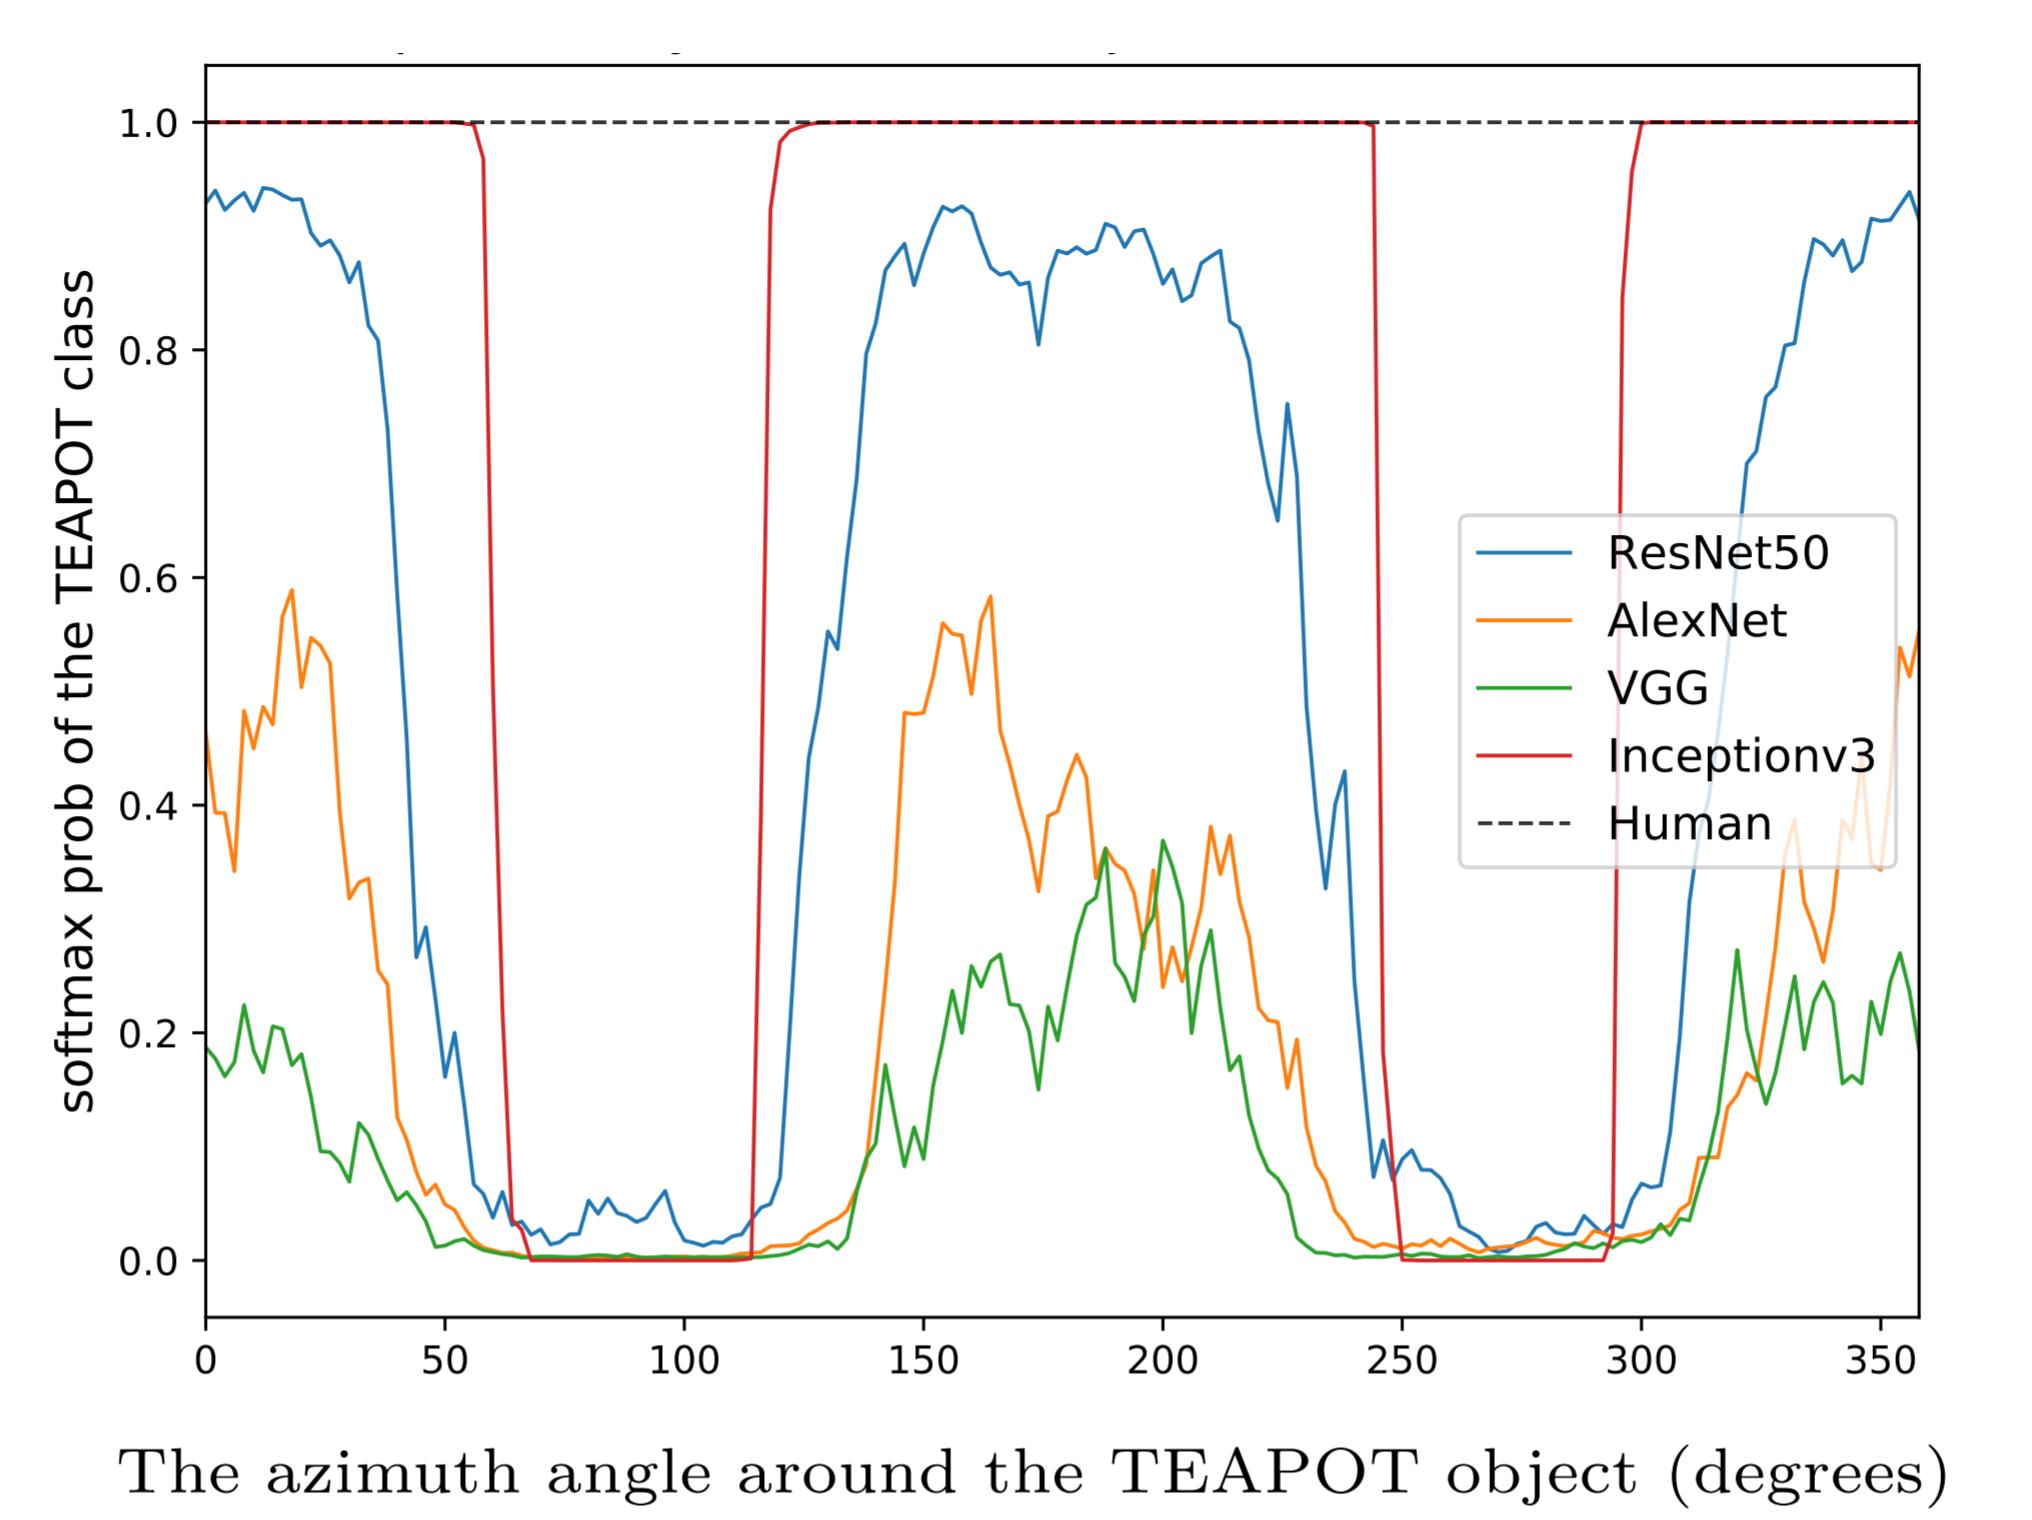 softmax prob of the TEAPOT class
1.0
0.8
0.6
0.4
0.2
0.0
ResNet50
AlexNet
VGG
Inceptionv3
Human
0 50 100 150 200 250 300 350
The azimuth angle around the TEAPOT object (degrees)